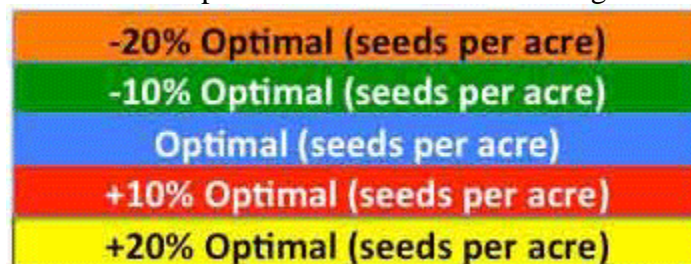 -20% Optimal (seeds per acre)
-10% Optimal (seeds per acre)
Optimal (seeds per acre)
+10% Optimal (seeds per acre)
+20% Optimal (seeds per acre)